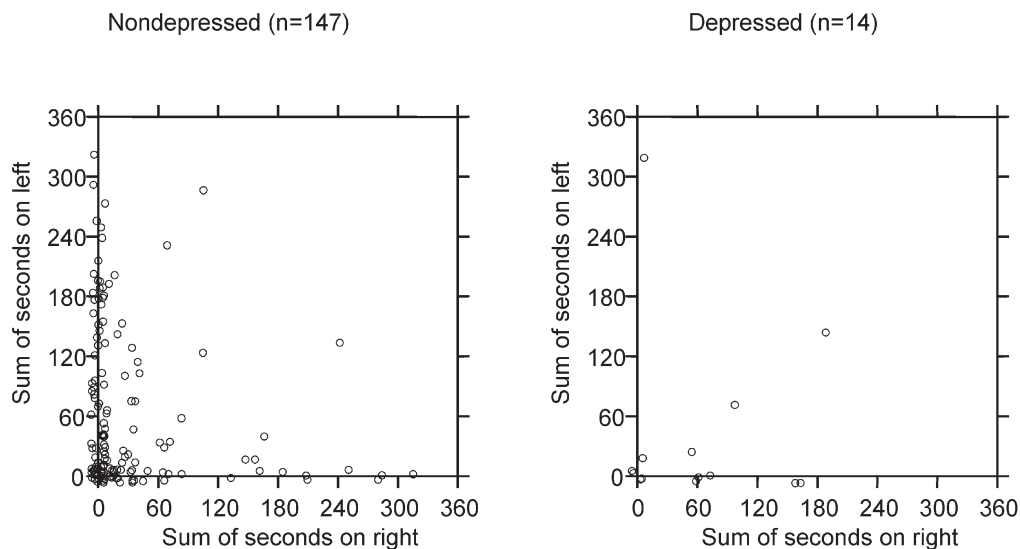 Nondepressed (n=147)
Sum of seconds on left
360
300
240
180
120
60
0
0 60 120 180 240 300 360
Sum of seconds on right
Depressed (n=14)
Sum of seconds on left
360
300
240
180
120
60
0
0 60 120 180 240 300 360
Sum of seconds on right